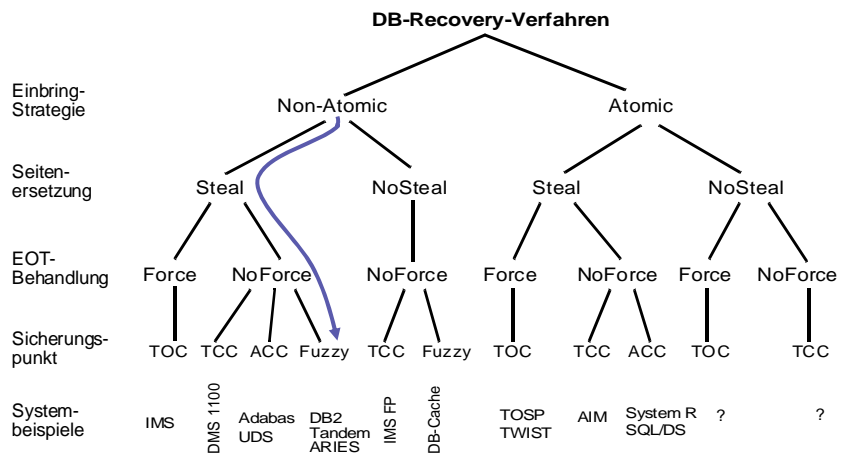 DB-Recovery-Verfahren
Einbring-
Strategie
Non-Atomic
Atomic
Seiten-
ersetzung
Steal
NoSteal
Steal
NoSteal
EOT-
Behandlung
Force
NoForce
NoForce
Force
NoForce
Force
NoForce
Sicherungs-
punkt
TOC
TCC
ACC
Fuzzy
TCC
Fuzzy
TOC
TCC
ACC
TOC
TCC
System-
beispiele
IMS
DMS 1100
Adabas
UDS
DB2
Tandem
ARIES
IMS FP
DB-Cache
TOSP
TWIST
AIM
System R
SQL/DS
?
?